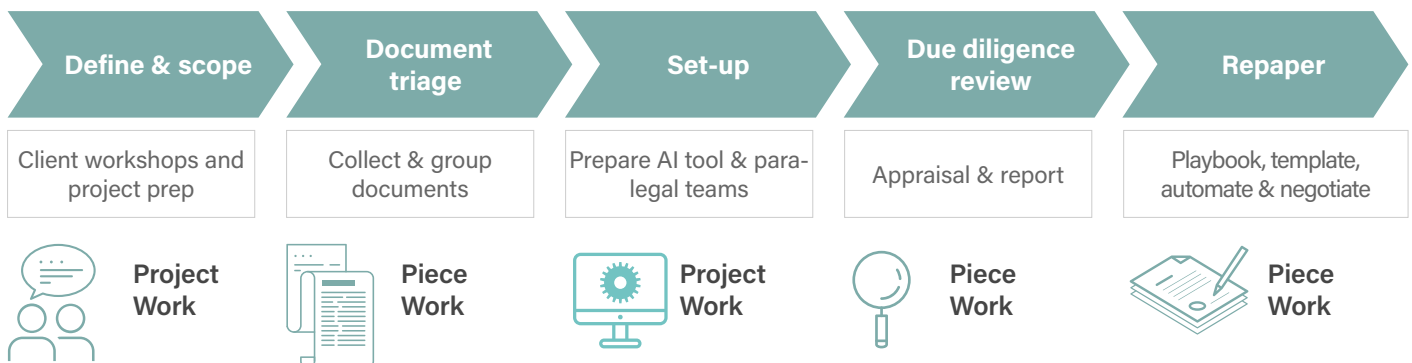 Define & scope
Document
triage
Set-up
Due diligence
review
Repaper
Client workshops and
project prep
Collect & group
documents
Prepare AI tool & para-
legal teams
Appraisal & report
Playbook, template,
automate & negotiate
Project
Work
Piece
Work
Project
Work
Piece
Work
Piece
Work